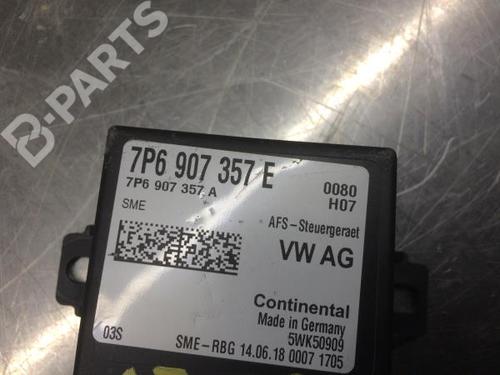 B-PARTS
7P6 907 357 E
7P6 907 357 A
0080
H07
SME
AFS-Steuergeraet
VW AG
Continental
Made in Germany
5WK50909
03S
SME-RBG 14.06.18 0007 1705